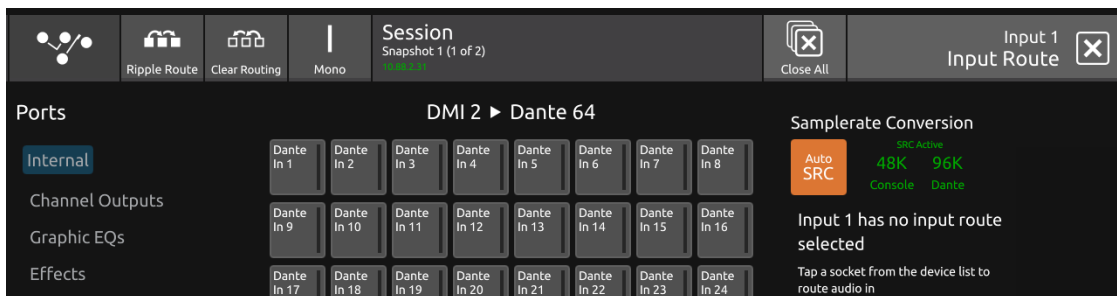 Session
Snapshot 1 (1 of 2)
10.88.2.31
Ripple Route
Clear Routing
Mono
Close All
Input 1
Input Route
Ports
Internal
Channel Outputs
Graphic EQs
Effects
DMI 2 ▶ Dante 64
Dante In 1
Dante In 2
Dante In 3
Dante In 4
Dante In 5
Dante In 6
Dante In 7
Dante In 8
Dante In 9
Dante In 10
Dante In 11
Dante In 12
Dante In 13
Dante In 14
Dante In 15
Dante In 16
Dante In 17
Dante In 18
Dante In 19
Dante In 20
Dante In 21
Dante In 22
Dante In 23
Dante In 24
Samplerate Conversion
Auto
SRC
SRC Active
48K 96K
Console Dante
Input 1 has no input route
selected
Tap a socket from the device list to
route audio in